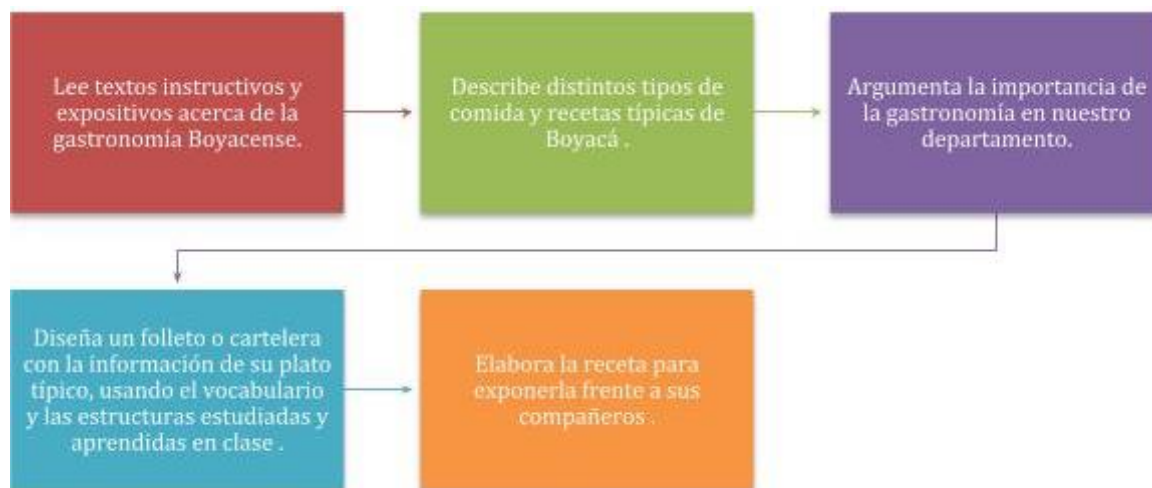 Lee textos instructivos y
expositivos acerca de la
gastronomía Boyacense.
Describe distintos tipos de
comida y recetas típicas de
Boyacá .
Argumenta la importancia de
la gastronomía en nuestro
departamento.
Diseña un folleto o cartelera
con la información de su plato
típico, usando el vocabulario
y las estructuras estudiadas y
aprendidas en clase .
Elabora la receta para
exponerla frente a sus
compañeros .